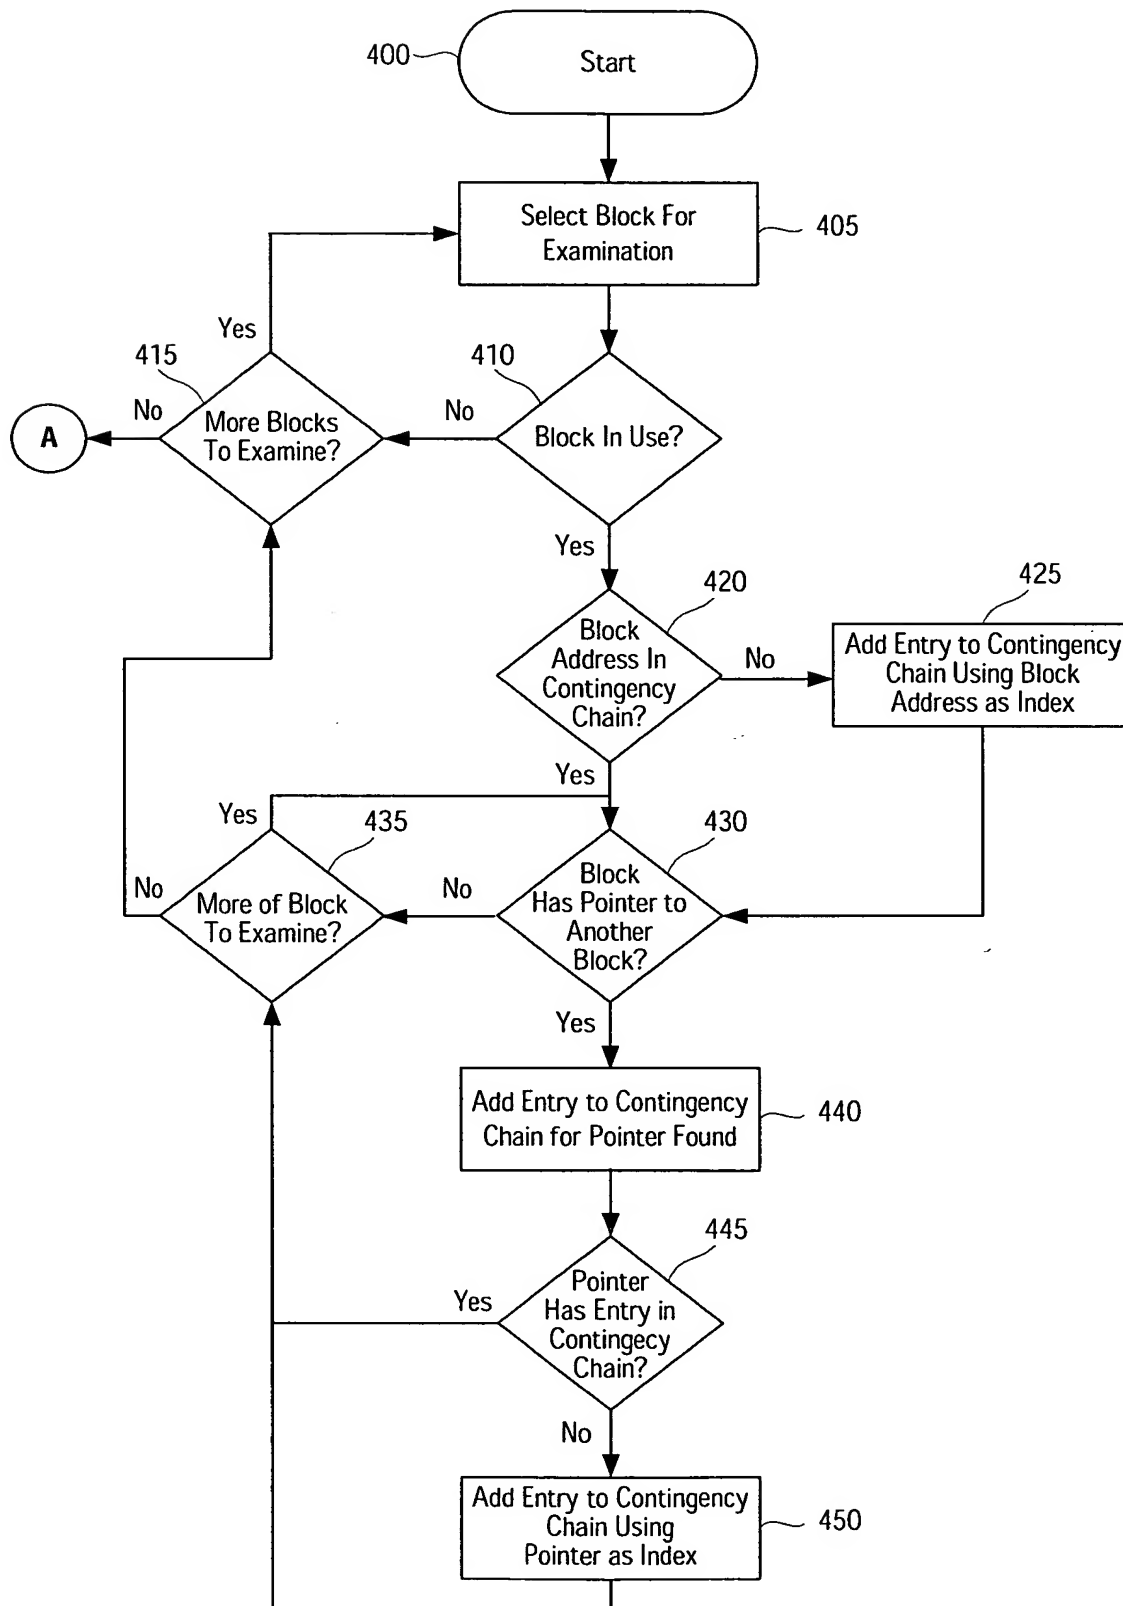 400
Start
Select Block For
Examination
405
Yes
415
410
A
No
More Blocks
To Examine?
No
Block In Use?
Yes
420
425
Block
Address In
Contingency
Chain?
No
Add Entry to Contingency
Chain Using Block
Address as Index
Yes
Yes
435
430
No
More of Block
To Examine?
No
Block
Has Pointer to
Another
Block?
Yes
Add Entry to Contingency
Chain for Pointer Found
440
445
Yes
Pointer
Has Entry in
Contingecy
Chain?
No
Add Entry to Contingency
Chain Using
Pointer as Index
450